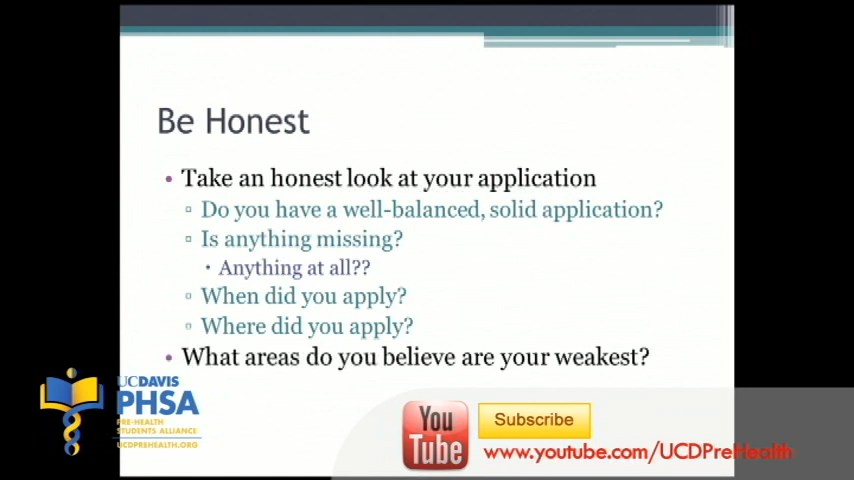 Be Honest
• Take an honest look at your application
▫ Do you have a well-balanced, solid application?
▫ Is anything missing?
• Anything at all??
▫ When did you apply?
▫ Where did you apply?
• What areas do you believe are your weakest?
UCDAVIS
PHSA
PRE-HEALTH
STUDENTS ALLIANCE
UCDPREHEALTH.ORG
You
Tube
Subscribe
www.youtube.com/UCDPreHealth